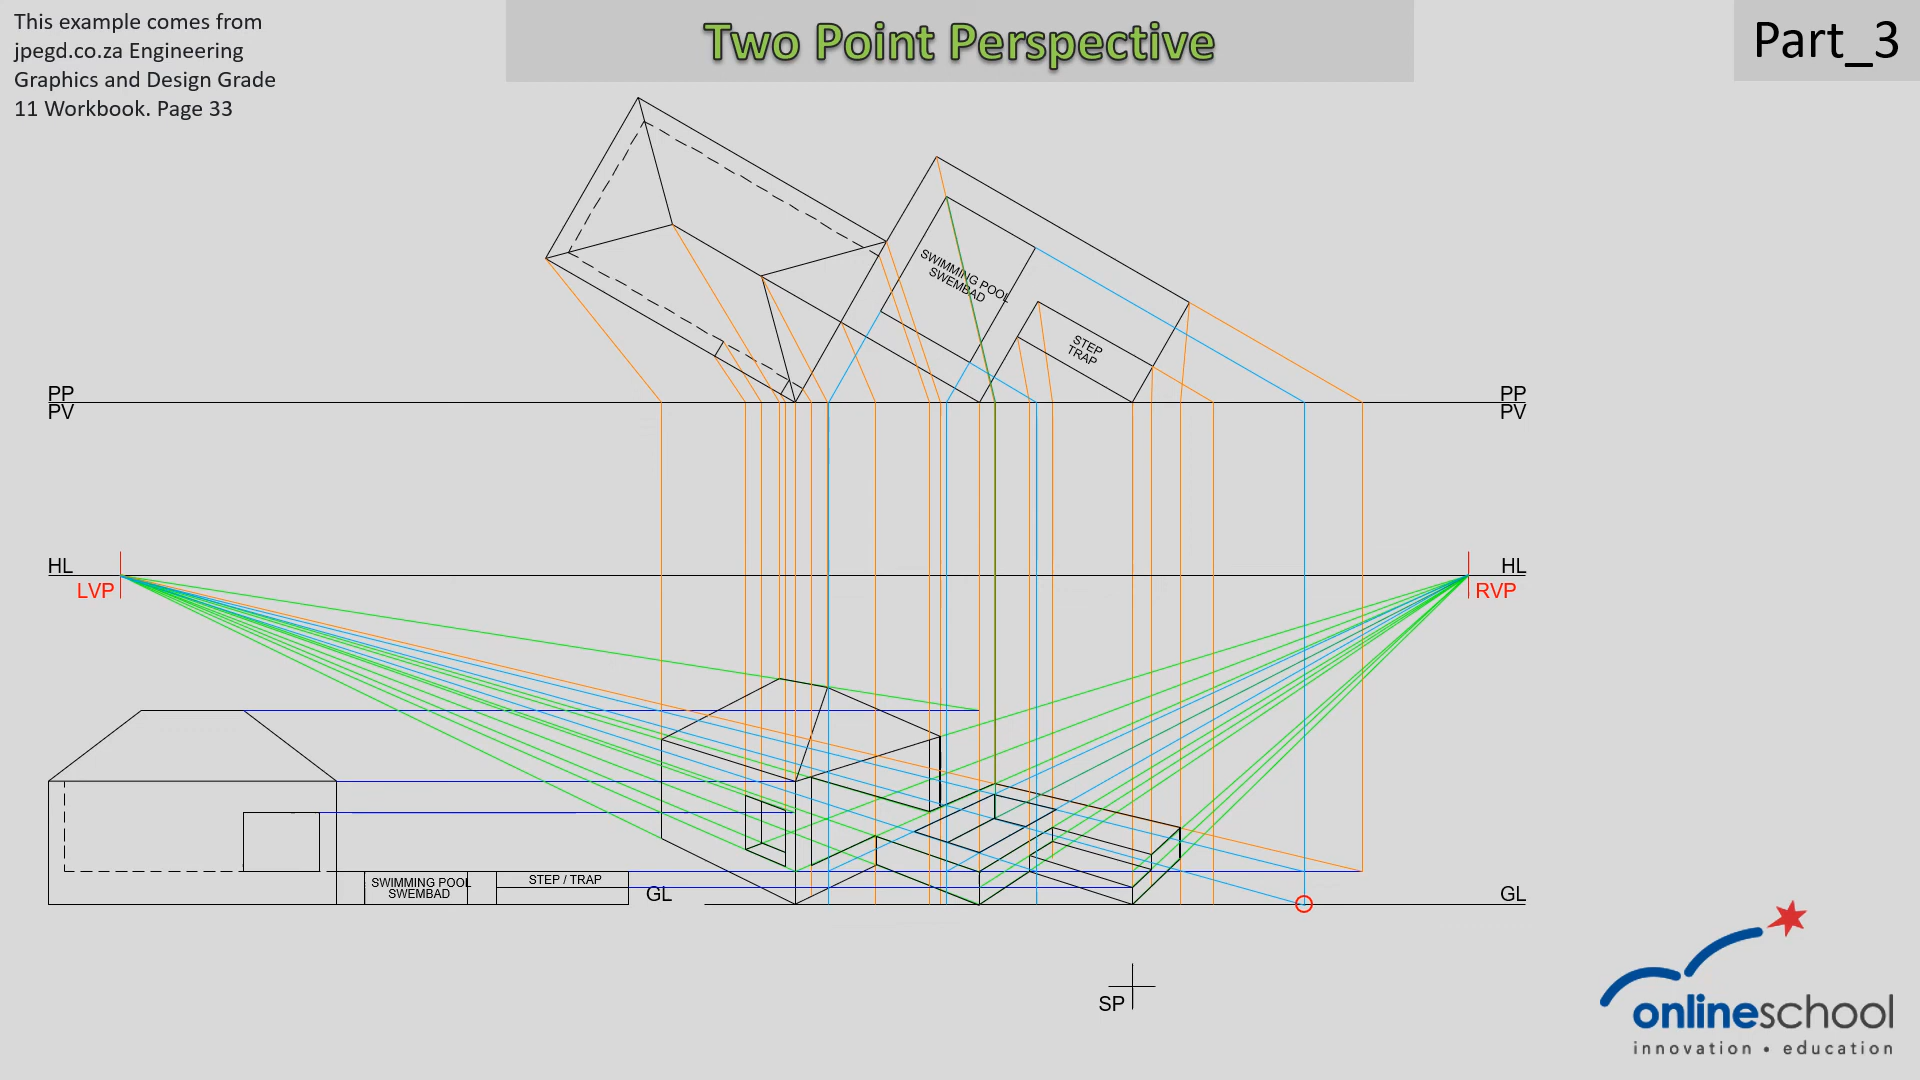 This example comes from
jpegd.co.za Engineering
Graphics and Design Grade
11 Workbook. Page 33
Two Point Perspective
Part_3
SWIMMING POOL
SWEMBAD
STEP
TRAP
PP
PV
PP
PV
HL
LVP
HL
RVP
SWIMMING POOL
SWEMBAD
STEP / TRAP
GL
GL
SP
onlineschool
innovation • education